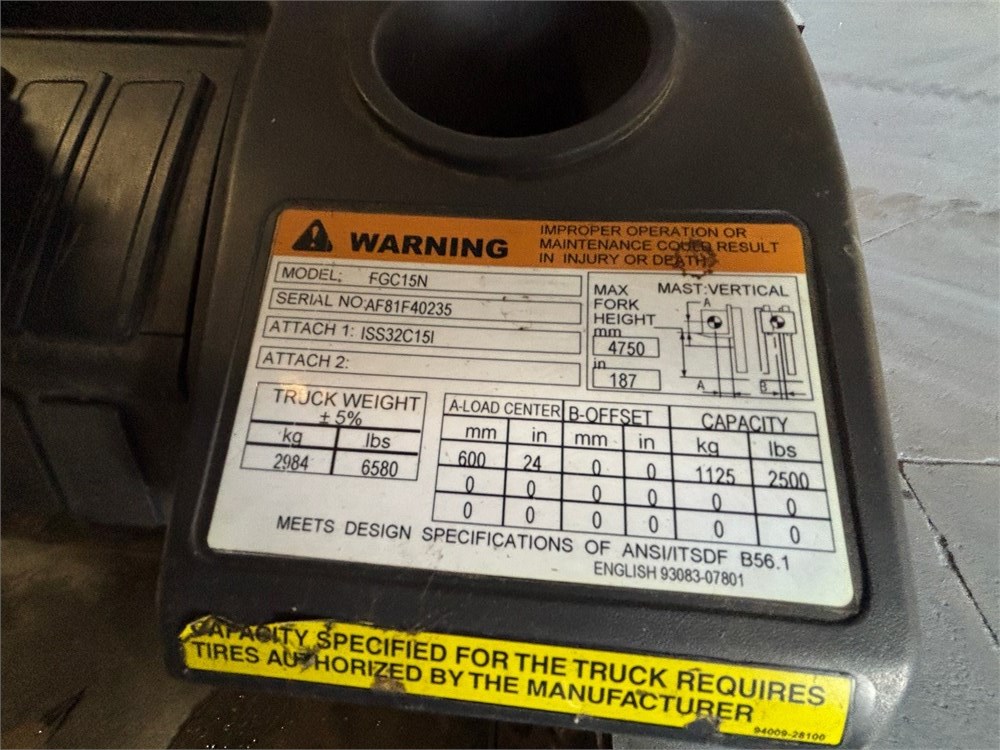 WARNING
IMPROPER OPERATION OR
MAINTENANCE COULD RESULT
IN INJURY OR DEATH
MODEL: FGC15N
SERIAL NO: AF81F40235
ATTACH 1: ISS32C15I
ATTACH 2:
MAX FORK HEIGHT
mm
4750
in
187
MAST: VERTICAL
A
A B
TRUCK WEIGHT
± 5%
kg lbs
2984 6580
A-LOAD CENTER B-OFFSET CAPACITY
mm in mm in kg lbs
600 24 0 0 1125 2500
0 0 0 0 0 0
0 0 0 0 0 0
MEETS DESIGN SPECIFICATIONS OF ANSI/ITSDF B56.1
ENGLISH 93083-07801
CAPACITY SPECIFIED FOR THE TRUCK REQUIRES
TIRES AUTHORIZED BY THE MANUFACTURER
94009-28100